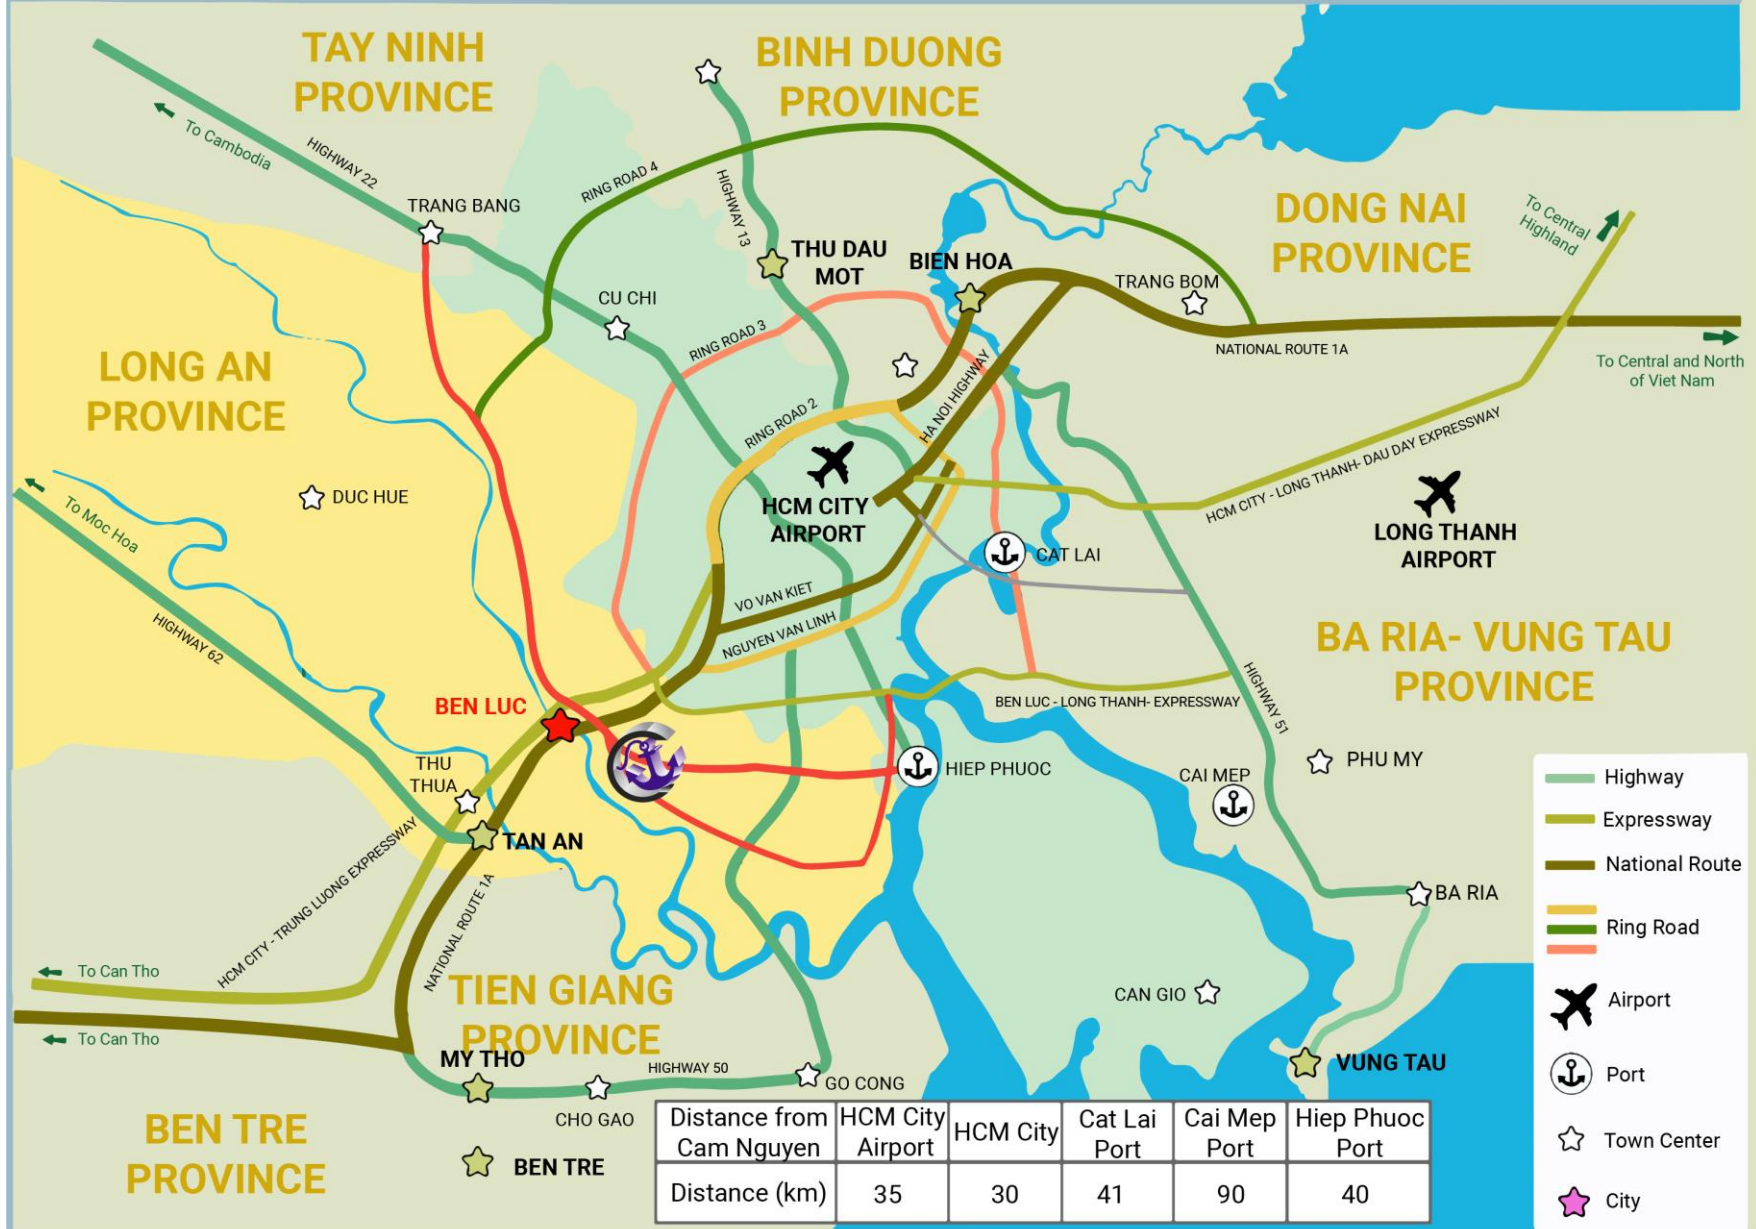 TAY NINH
PROVINCE
BINH DUONG
PROVINCE
To Cambodia
HIGHWAY 22
RING ROAD 4
HIGHWAY 13
TRANG BANG
DONG NAI
PROVINCE
To Central
Highland
THU DAU
MOT
BIEN HOA
TRANG BOM
CU CHI
RING ROAD 3
NATIONAL ROUTE 1A
To Central and North
of Viet Nam
LONG AN
PROVINCE
RING ROAD 2
HA NOI HIGHWAY
HCM CITY - LONG THANH- DAU DAY EXPRESSWAY
DUC HUE
To Moc Hoa
HCM CITY
AIRPORT
LONG THANH
AIRPORT
CAT LAI
VO VAN KIET
NGUYEN VAN LINH
HIGHWAY 62
BA RIA- VUNG TAU
PROVINCE
HIGHWAY 51
BEN LUC
BEN LUC - LONG THANH- EXPRESSWAY
THU
THUA
HIEP PHUOC
CAI MEP
PHU MY
TAN AN
HCM CITY - TRUNG LUONG EXPRESSWAY
NATIONAL ROUTE 1A
BA RIA
To Can Tho
TIEN GIANG
PROVINCE
CAN GIO
To Can Tho
MY THO
HIGHWAY 50
GO CONG
CHO GAO
VUNG TAU
BEN TRE
PROVINCE
BEN TRE
Highway
Expressway
National Route
Ring Road
Airport
Port
Town Center
City
Distance from Cam Nguyen HCM City Airport HCM City Cat Lai Port Cai Mep Port Hiep Phuoc Port
Distance (km) 35 30 41 90 40